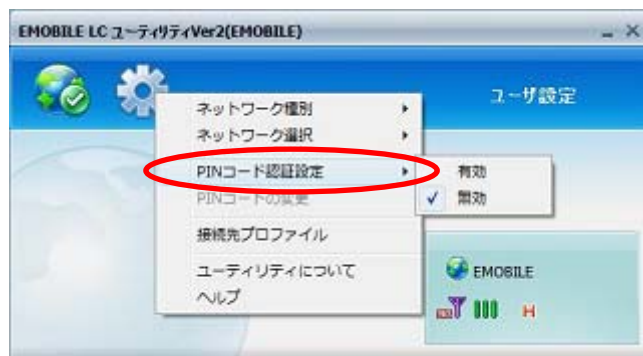 EMOBILE LC ユーティリティVer2(EMOBILE)
ユーザ設定
ネットワーク種別
ネットワーク選択
PINコード認証設定
有効
無効
PINコードの変更
接続先プロファイル
ユーティリティについて
ヘルプ
EMOBILE
H